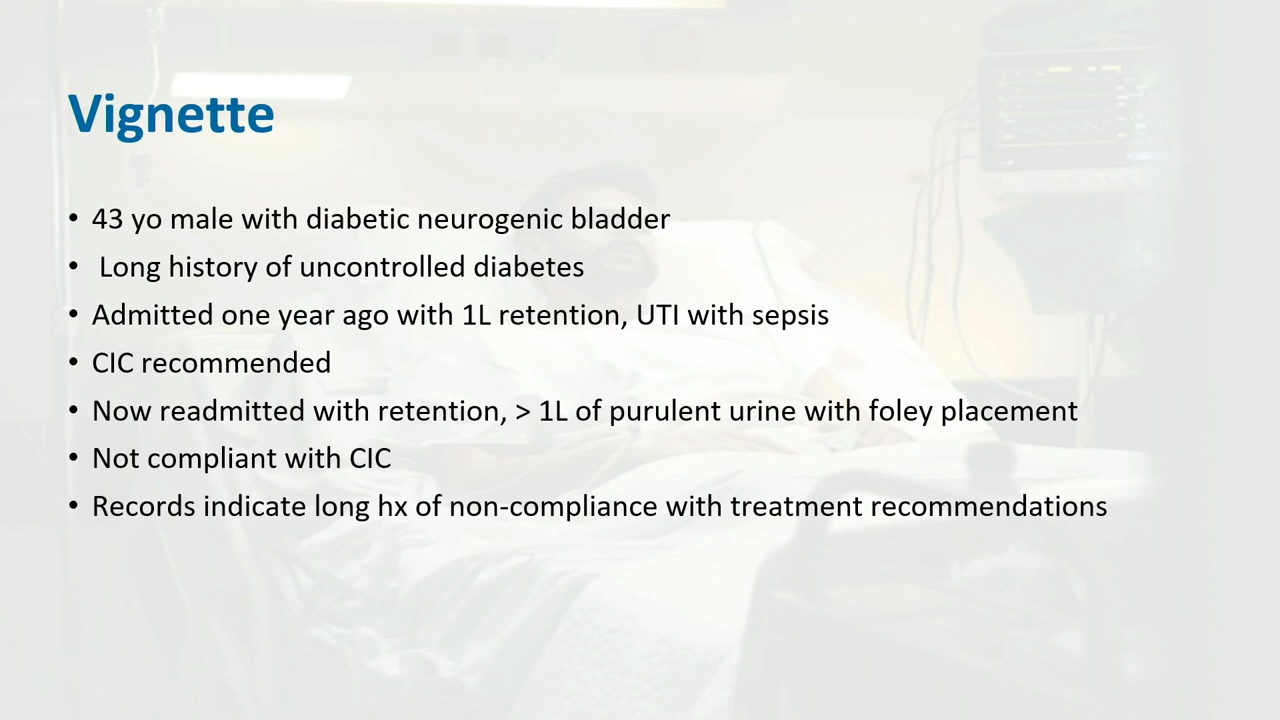 Vignette
• 43 yo male with diabetic neurogenic bladder
• Long history of uncontrolled diabetes
• Admitted one year ago with 1L retention, UTI with sepsis
• CIC recommended
• Now readmitted with retention, > 1L of purulent urine with foley placement
• Not compliant with CIC
• Records indicate long hx of non-compliance with treatment recommendations